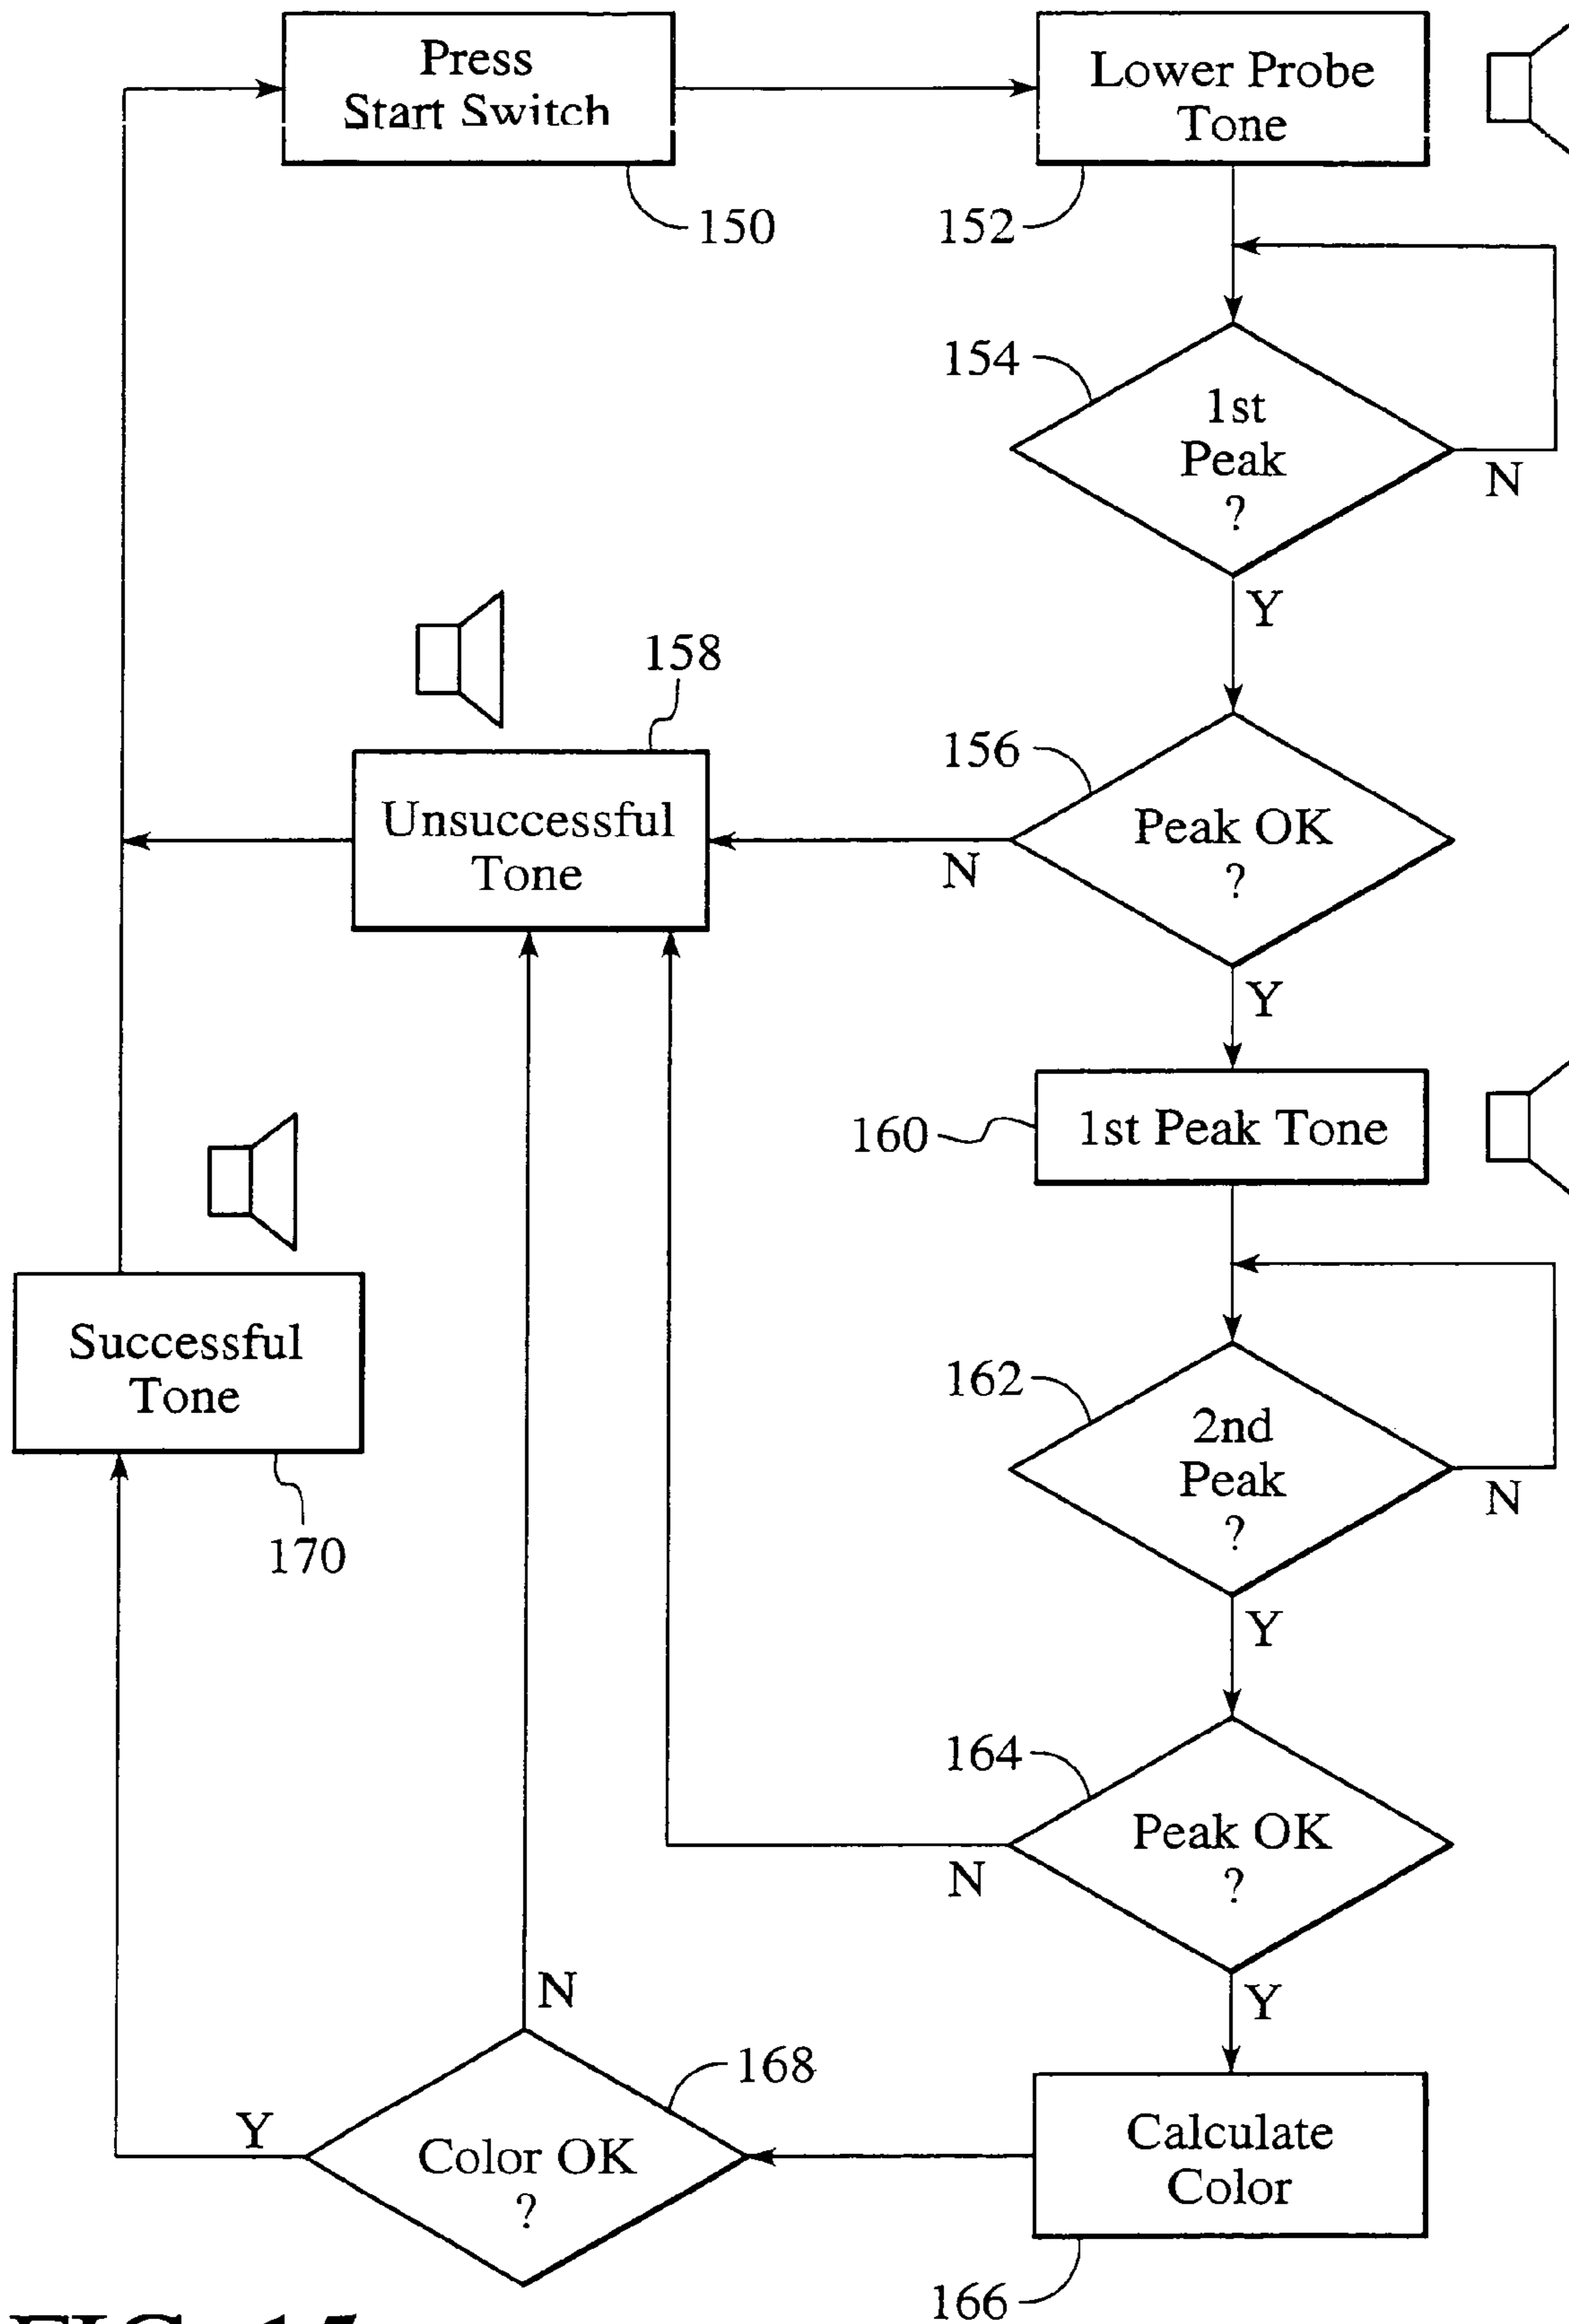 Press
Start Switch
Lower Probe
Tone
150
152
154
1st
Peak
?
N
Y
158
156
Unsuccessful
Tone
Peak OK
?
N
Y
160
1st Peak Tone
Successful
Tone
170
162
2nd
Peak
?
N
Y
164
Peak OK
?
N
Y
N
168
Y
Color OK
?
Calculate
Color
166